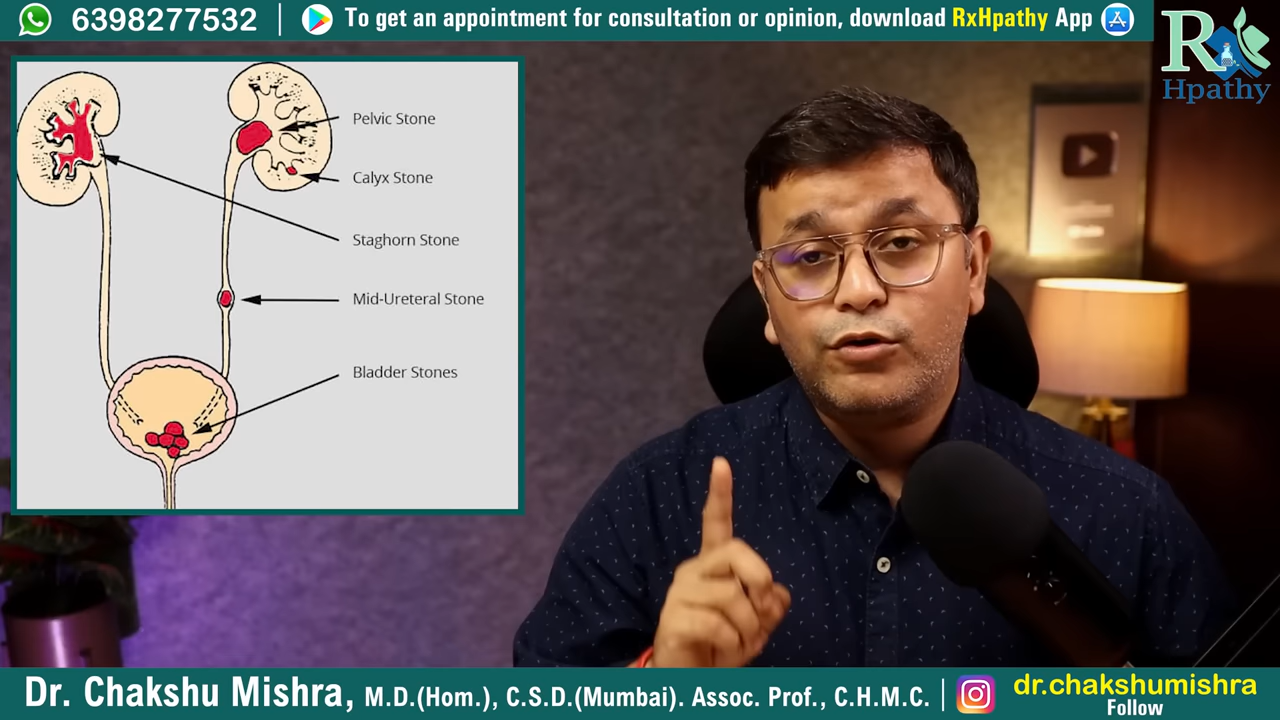 6398277532 | To get an appointment for consultation or opinion, download RxHpathy App
Rx
Hpathy
Pelvic Stone
Calyx Stone
Staghorn Stone
Mid-Ureteral Stone
Bladder Stones
Dr. Chakshu Mishra, M.D.(Hom.), C.S.D.(Mumbai). Assoc. Prof., C.H.M.C. | dr.chakshumishra
Follow